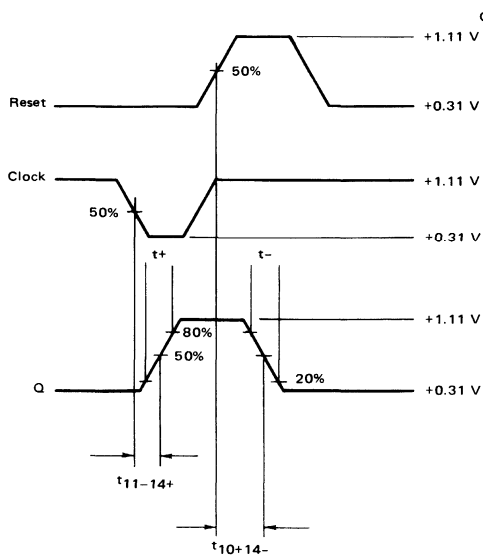 C
+1.11 V
50%
Reset
+0.31 V
Clock
+1.11 V
50%
+0.31 V
t+
t−
+1.11 V
80%
50%
20%
Q
+0.31 V
t11−14+
t10+14−